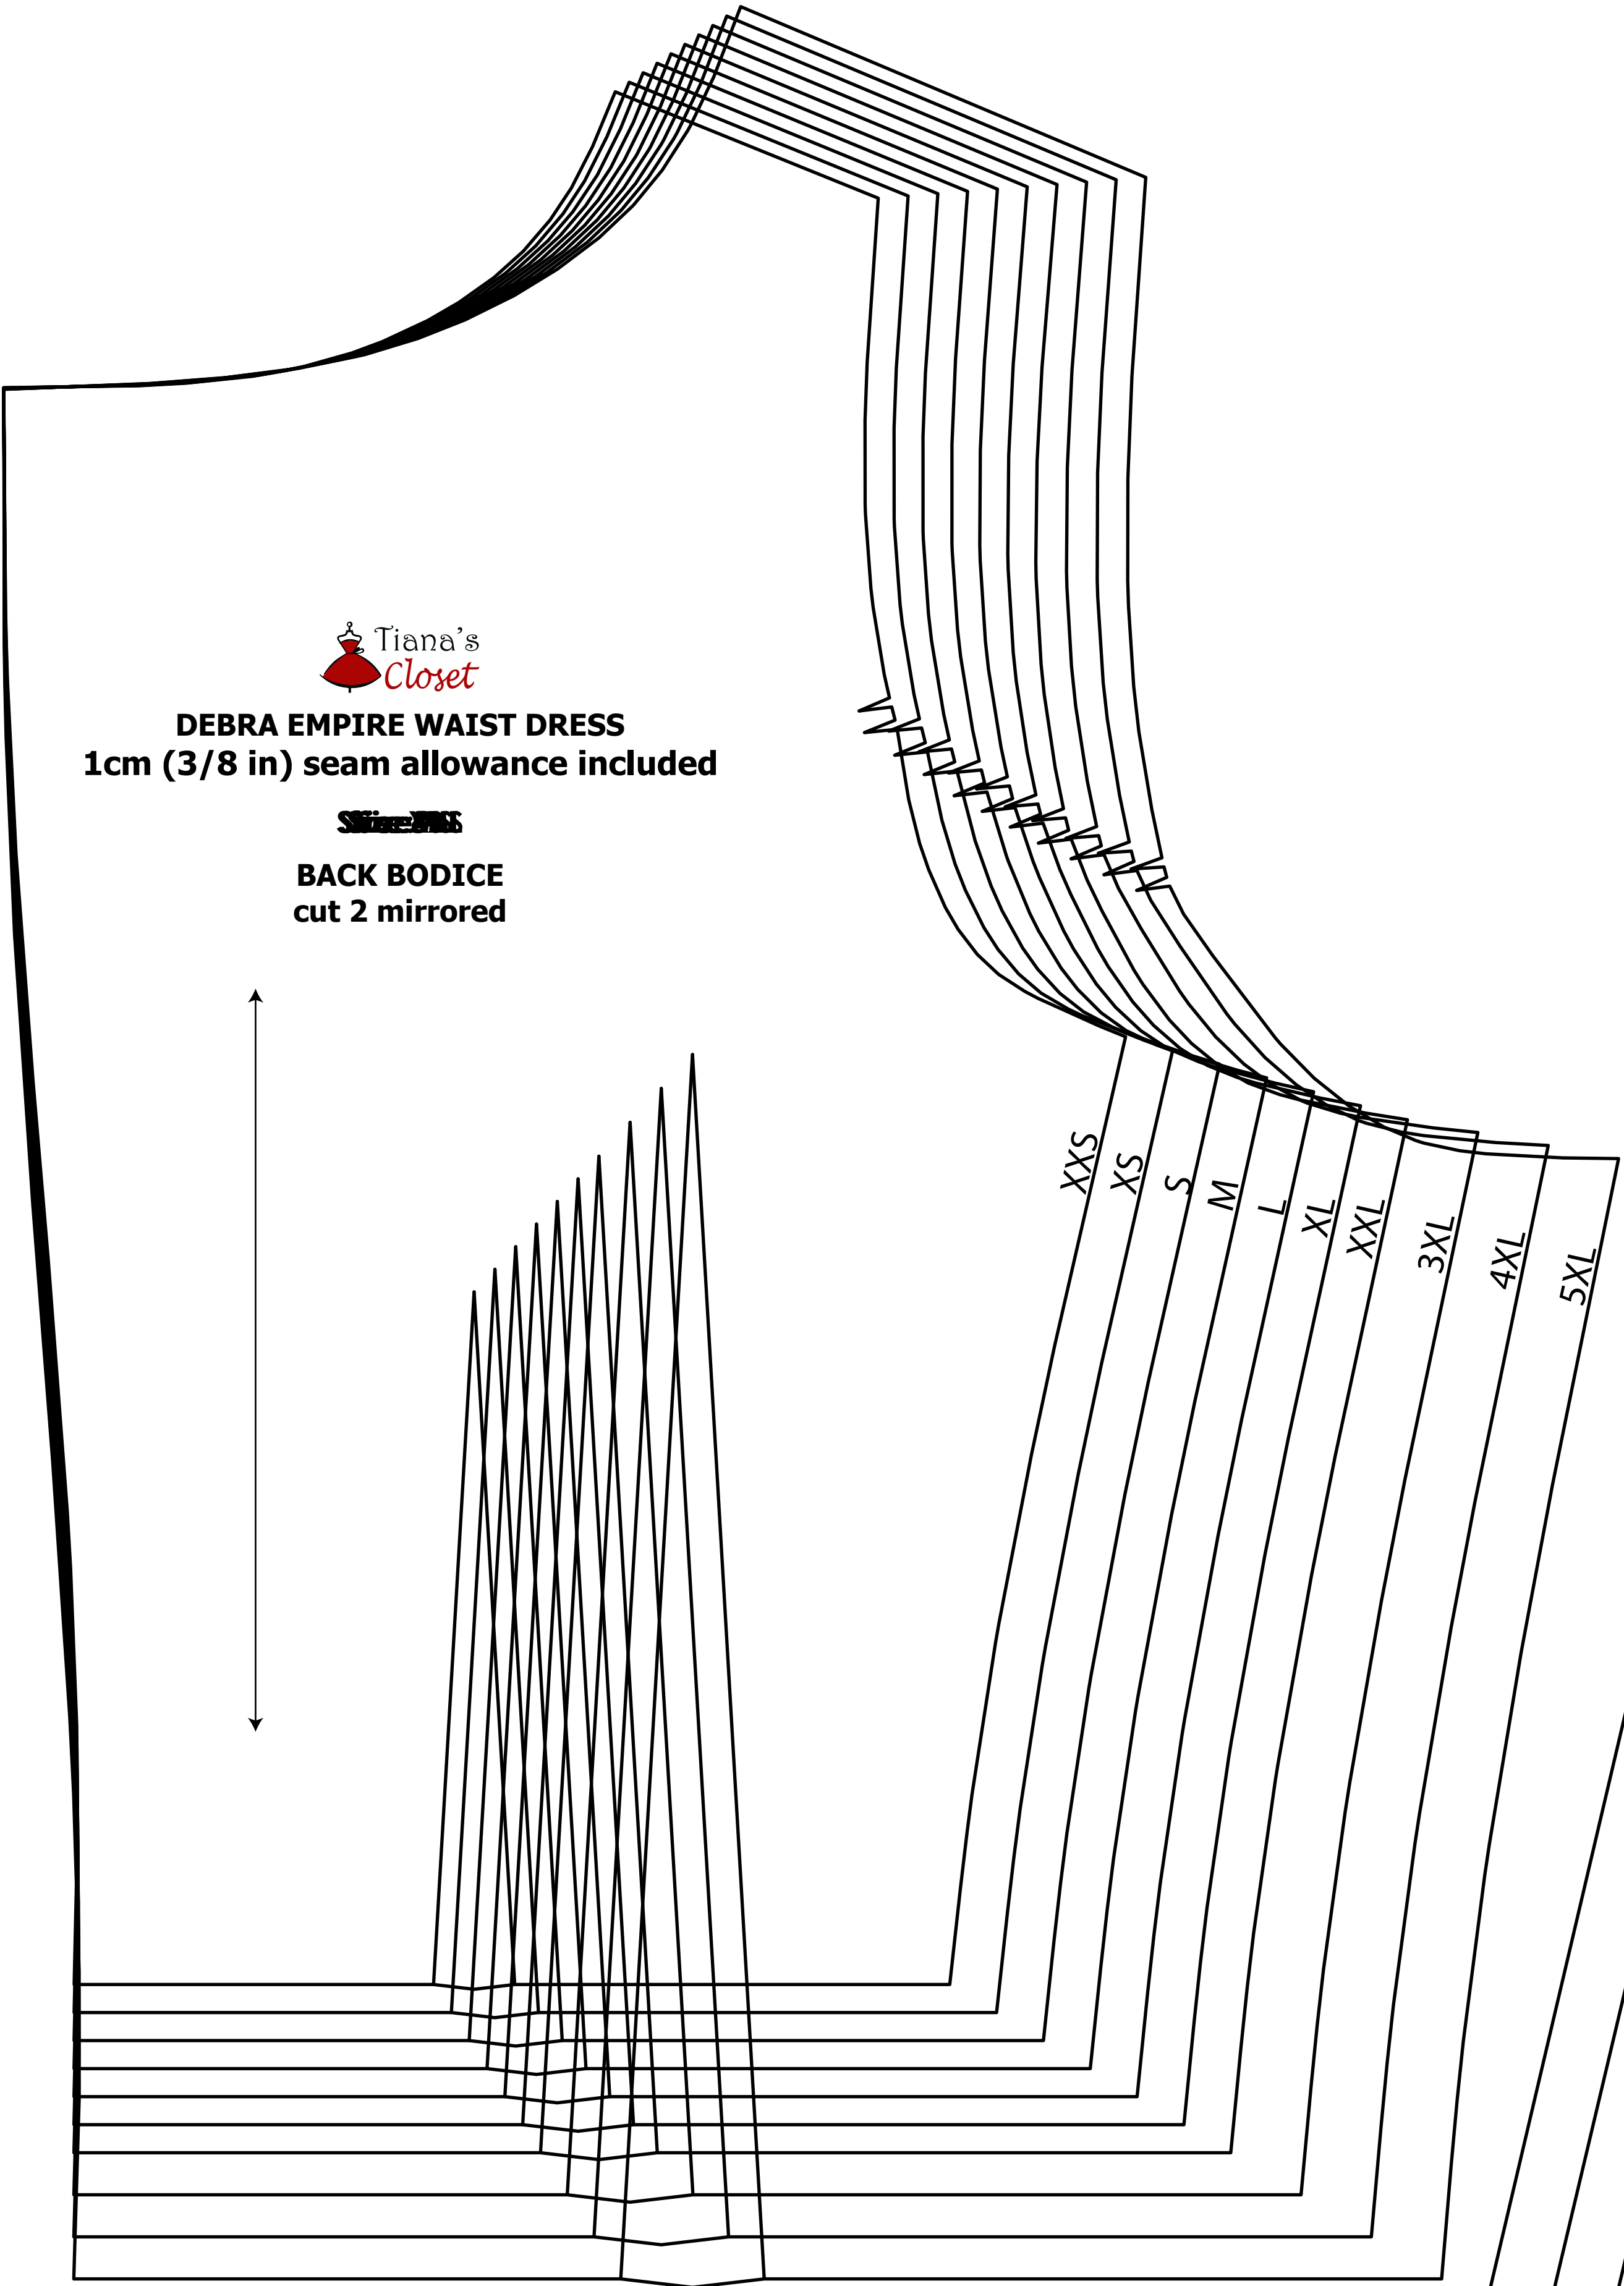 Tiana's
Closet
DEBRA EMPIRE WAIST DRESS
1cm (3/8 in) seam allowance included
BACK BODICE
cut 2 mirrored
XXS
XS
S
M
L
XL
XXL
3XL
4XL
5XL